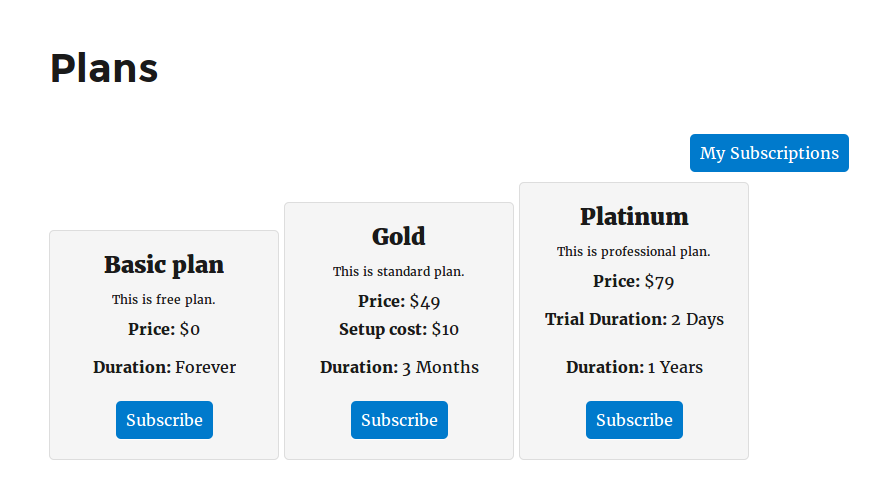 Plans
My Subscriptions
Basic plan
This is free plan.
Price: $0
Duration: Forever
Subscribe
Gold
This is standard plan.
Price: $49
Setup cost: $10
Duration: 3 Months
Subscribe
Platinum
This is professional plan.
Price: $79
Trial Duration: 2 Days
Duration: 1 Years
Subscribe